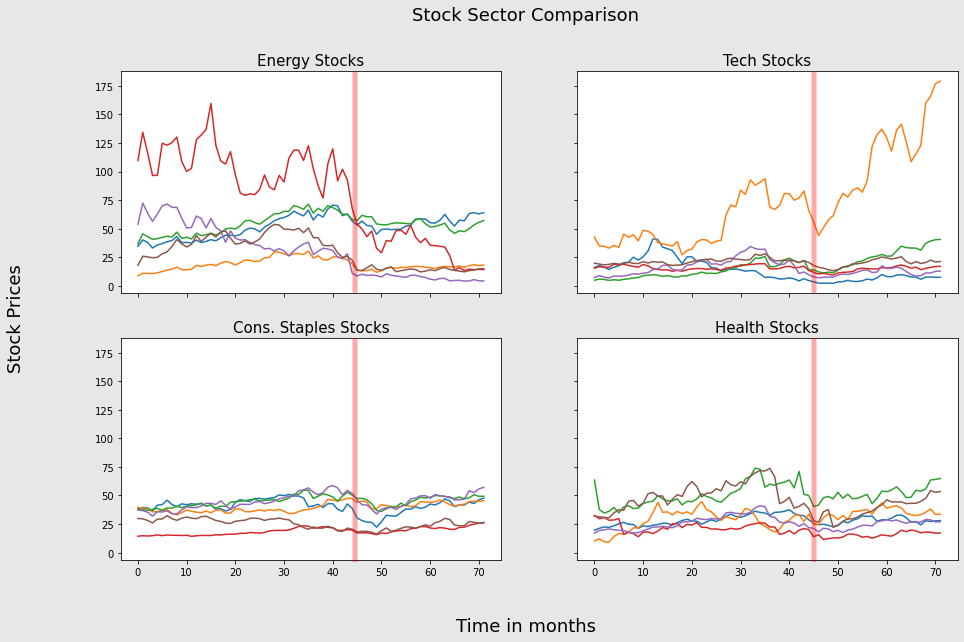 Stock Sector Comparison
Energy Stocks
Tech Stocks
175
150
125
100
75
50
25
0
Cons. Staples Stocks
Health Stocks
175
150
125
100
75
50
25
0
0 10 20 30 40 50 60 70
0 10 20 30 40 50 60 70
Stock Prices
Time in months